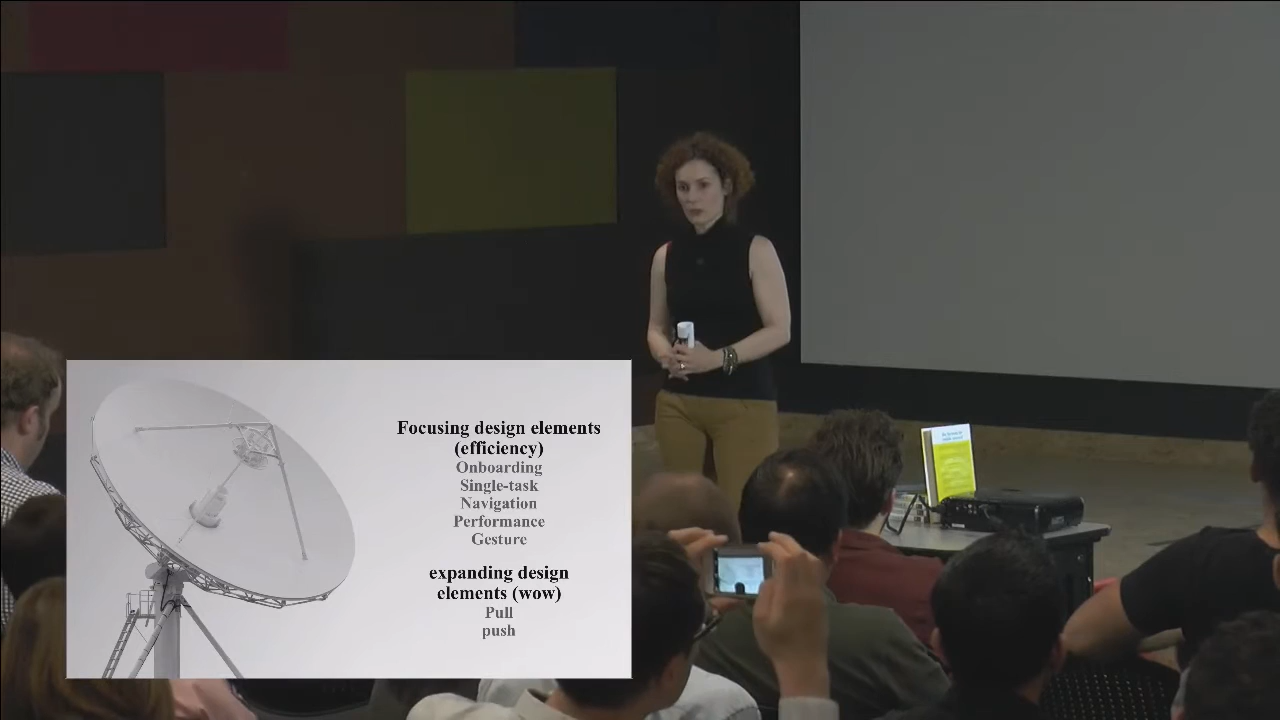 Focusing design elements
(efficiency)
Onboarding
Single-task
Navigation
Performance
Gesture
expanding design
elements (wow)
Pull
push